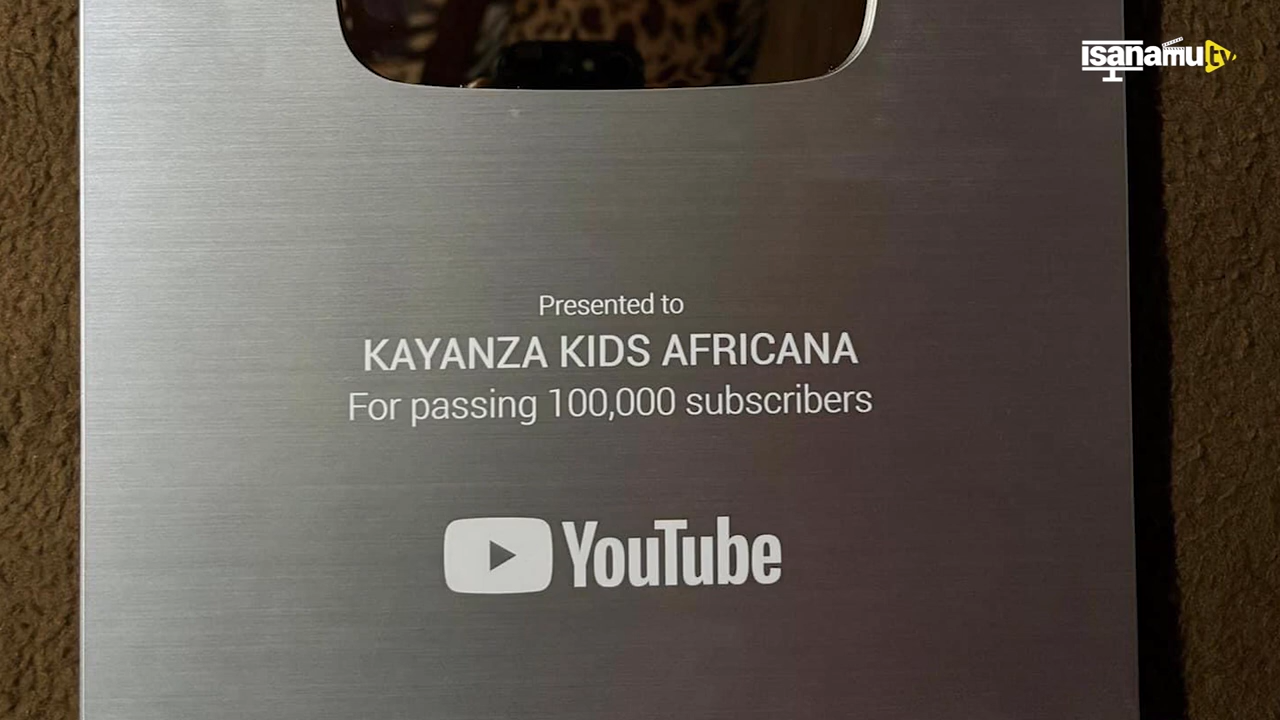 isanamu tv
Presented to
KAYANZA KIDS AFRICANA
For passing 100,000 subscribers
YouTube